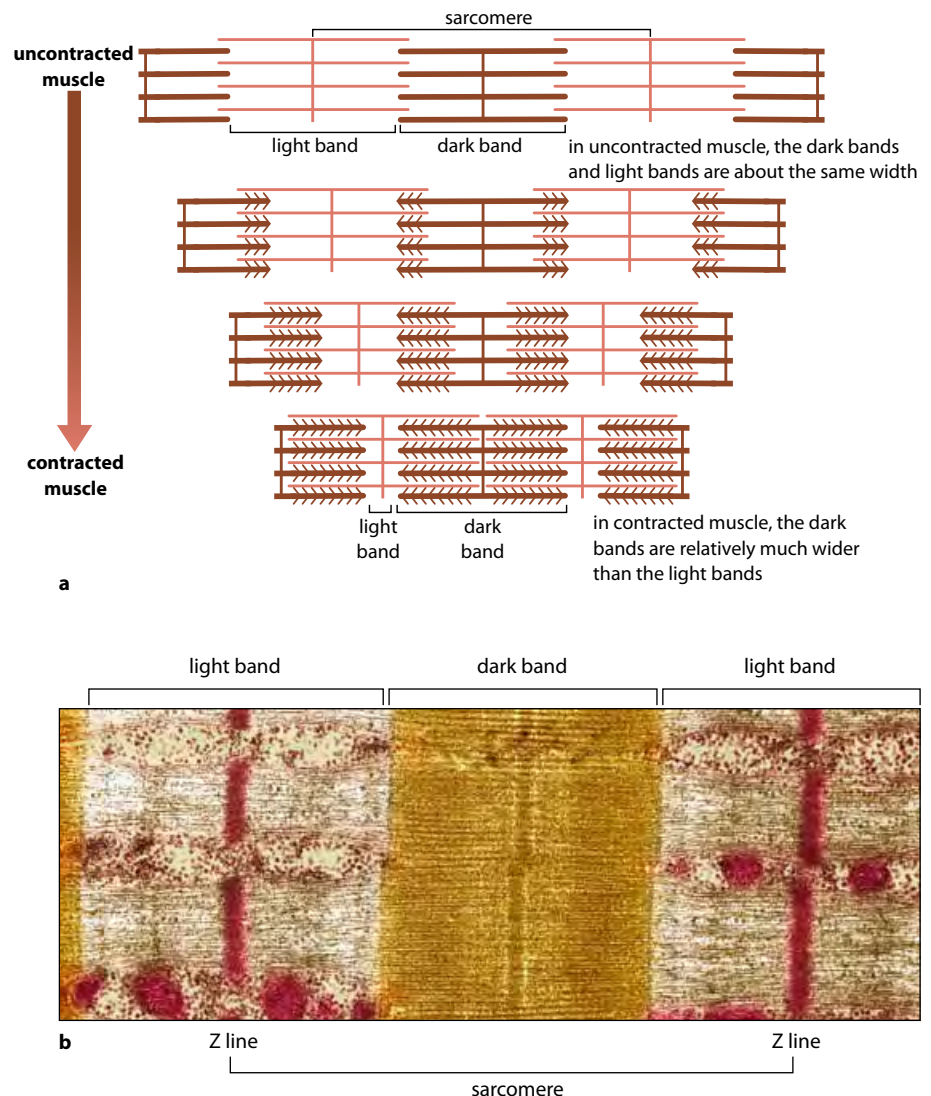 sarcomere
uncontracted
muscle
light band
dark band
in uncontracted muscle, the dark bands
and light bands are about the same width
contracted
muscle
light
band
dark
band
in contracted muscle, the dark
bands are relatively much wider
than the light bands
a
light band
dark band
light band
b
Z line
Z line
sarcomere